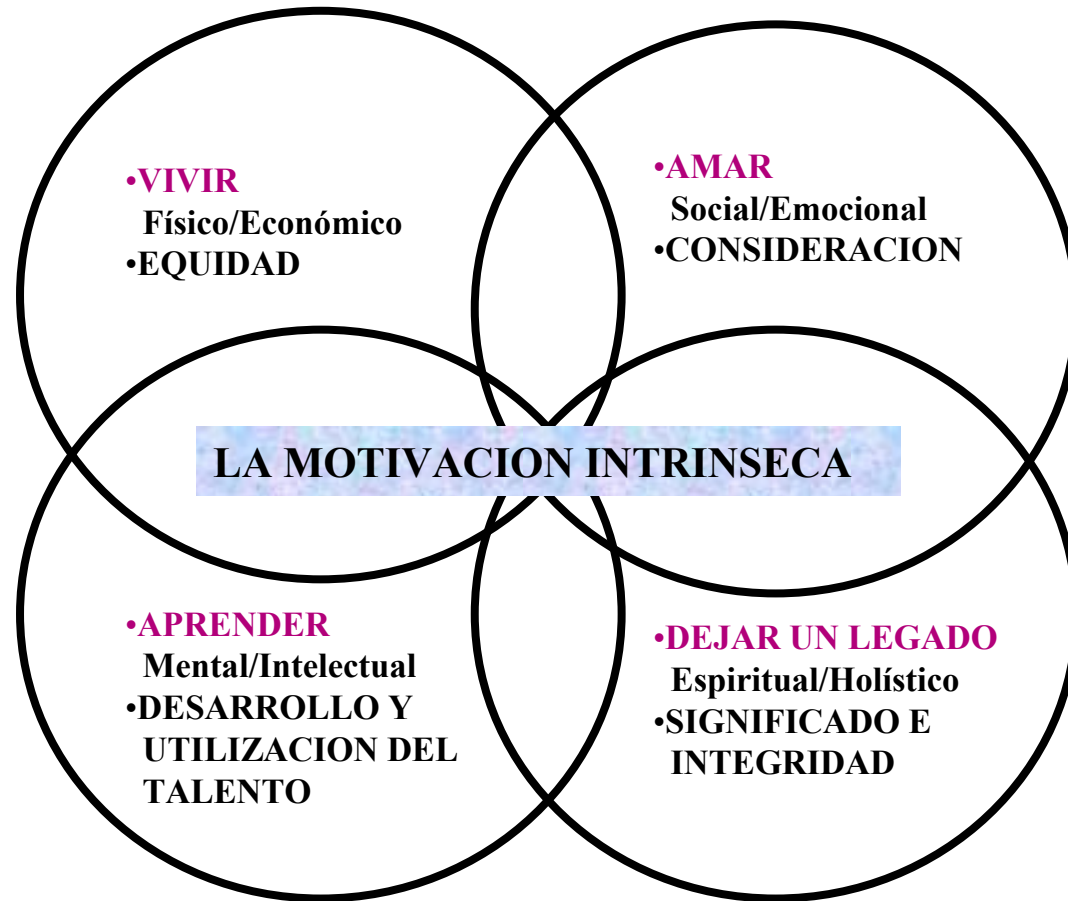 •VIVIR
Físico/Económico
•EQUIDAD
•AMAR
Social/Emocional
•CONSIDERACION
LA MOTIVACION INTRINSECA
•APRENDER
Mental/Intelectual
•DESARROLLO Y
UTILIZACION DEL
TALENTO
•DEJAR UN LEGADO
Espiritual/Holístico
•SIGNIFICADO E
INTEGRIDAD